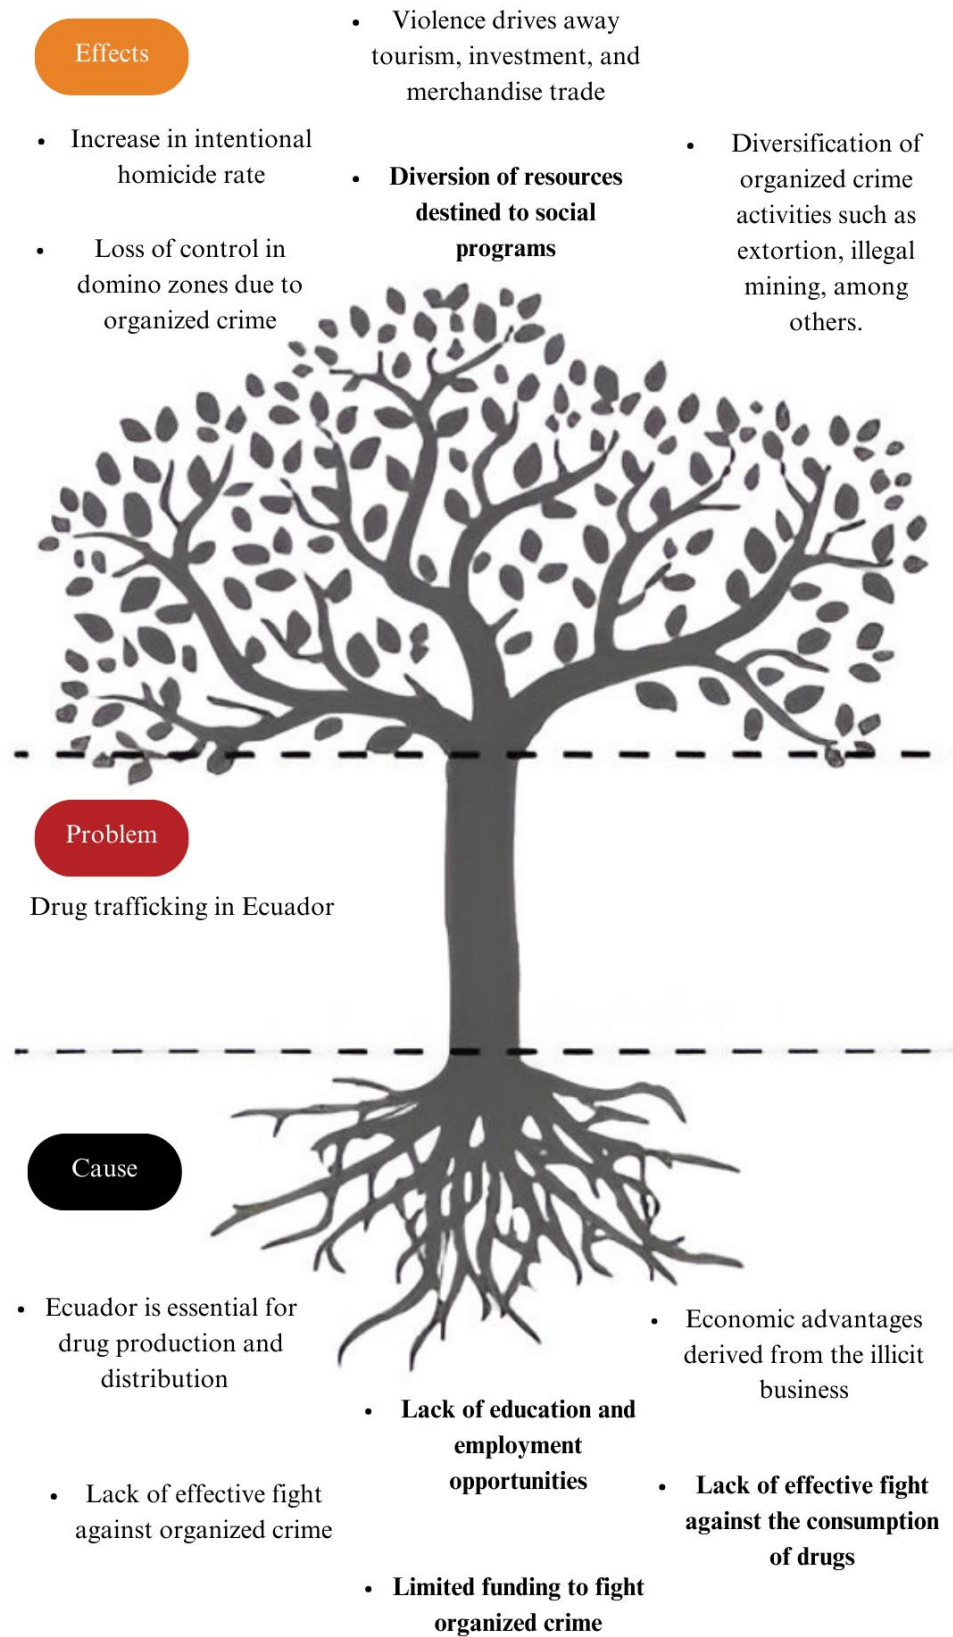 Effects
• Violence drives away
tourism, investment, and
merchandise trade
• Increase in intentional
homicide rate
• Diversion of resources
destined to social
programs
• Diversification of
organized crime
activities such as
extortion, illegal
mining, among
others.
• Loss of control in
domino zones due to
organized crime
Problem
Drug trafficking in Ecuador
Cause
• Ecuador is essential for
drug production and
distribution
• Economic advantages
derived from the illicit
business
• Lack of education and
employment
opportunities
• Lack of effective fight
against organized crime
• Lack of effective fight
against the consumption
of drugs
• Limited funding to fight
organized crime